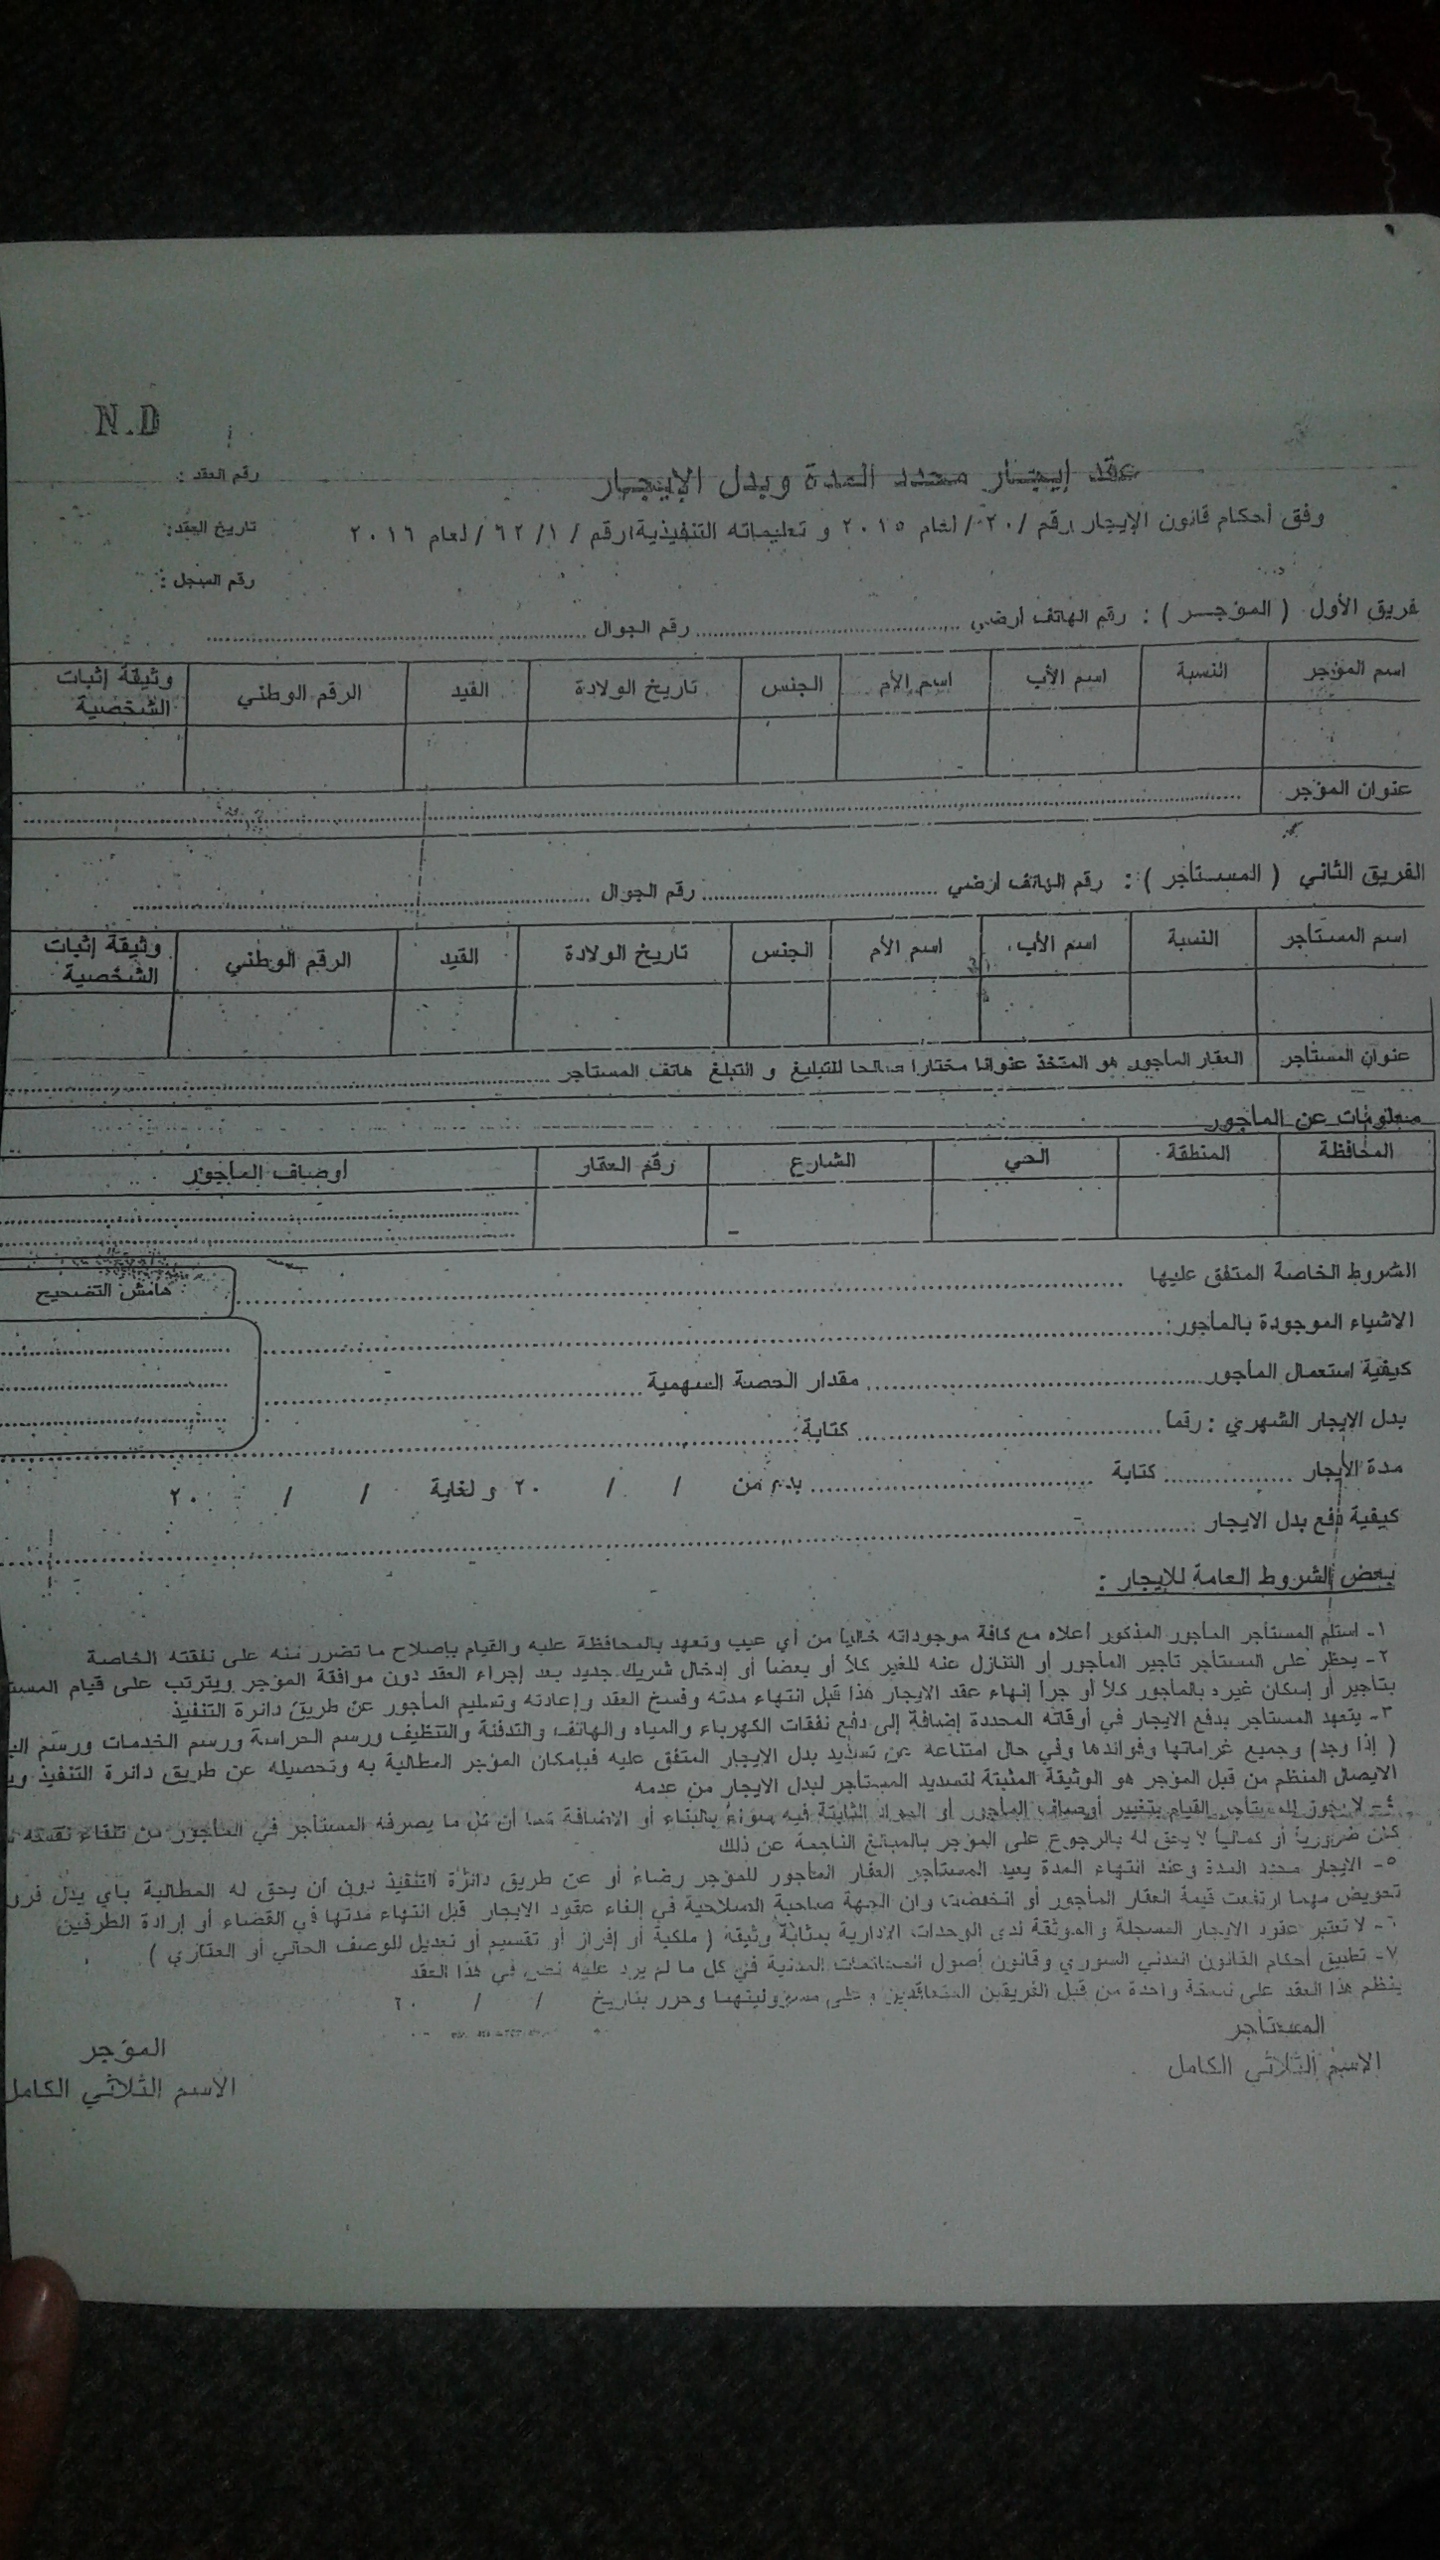 N.D
عقد إيجار محدد المدة وبدل الإيجار
رقم العقد :
وفق أحكام قانون الإيجار رقم /٢٠/ لعام ٢٠١٥ و تعليماته التنفيذية رقم / ١/ ٦٢ / لعام ٢٠١٦
تاريخ العقد:
رقم السجل :
فريق الأول ( المؤجر ) : رقم الهاتف أرضي .......... رقم الجوال ..........
اسم المؤجر النسبة اسم الأب اسم الأم الجنس تاريخ الولادة القيد الرقم الوطني وثيقة إثبات الشخصية
عنوان المؤجر ..........
الفريق الثاني ( المستأجر ) : رقم الهاتف أرضي .......... رقم الجوال ..........
اسم المستأجر النسبة اسم الأب اسم الأم الجنس تاريخ الولادة القيد الرقم الوطني وثيقة إثبات الشخصية
عنوان المستأجر العقار المأجور هو المتخذ عنوانا مختارا صالحا للتبليغ و التبلغ هاتف المستأجر ..........
معلومات عن المأجور
المحافظة المنطقة الحي الشارع رقم العقار أوصاف المأجور
الشروط الخاصة المتفق عليها ..........
هامش التصحيح
الاشياء الموجودة بالمأجور: ..........
كيفية استعمال المأجور .......... مقدار الحصة السهمية ..........
بدل الايجار الشهري : رقما .......... كتابة: ..........
مدة الايجار .......... كتابة .......... بدء من / / ٢٠ ولغاية / / ٢٠
كيفية دفع بدل الايجار ..........
بعض الشروط العامة للإيجار :
١- استلم المستأجر المأجور المذكور أعلاه مع كافة موجوداته خالياً من أي عيب وتعهد بالمحافظة عليه والقيام بإصلاح ما تضرر منه على نفقته الخاصة
٢- يحظر على المستأجر تأجير المأجور أو التنازل عنه للغير كلاً أو بعضاً أو إدخال شريك جديد بعد إجراء العقد دون موافقة المؤجر ويترتب على قيام
بتأجير أو إسكان غيره بالمأجور كلاً أو جزءاً إنهاء عقد الايجار هذا قبل انتهاء مدته وفسخ العقد وإعادته وتسليم المأجور عن طريق دائرة التنفيذ
٣- يتعهد المستأجر بدفع الايجار في أوقاته المحددة إضافة إلى دفع نفقات الكهرباء و المياه والهاتف والتدفئة والتنظيف ورسم الحراسة ورسم الخدمات ورسم
( إذا وجد) وجميع غراماتها وفوائدها وفي حال امتناعه عن تسديد بدل الايجار المتفق عليه فبإمكان المؤجر المطالبة به وتحصيله عن طريق دائرة التنفيذ
الايصال المنظم من قبل المؤجر هو الوثيقة المثبتة لتسديد المستأجر لبدل الايجار من عدمه
٤- لا يجوز للمستأجر القيام بتغيير أوصاف المأجور أو المواد الثابتة فيه سواء بالبناء أو الاضافة كما أن كل ما يصرفه المستأجر في المأجور من تلقاء نفسه
كان ضرورياً أو كمالياً لا يحق له بالرجوع على المؤجر بالمبالغ الناجمة عن ذلك
٥- الايجار محدد المدة وعند انتهاء المدة يعيد المستأجر العقار المأجور للمؤجر رضاءً أو عن طريق دائرة التنفيذ دون أن يحق له المطالبة بأي بدل
تعويض مهما ارتفعت قيمة العقار المأجور أو انخفضت وان الجهة صاحبة الصلاحية في إلغاء عقود الايجار قبل انتهاء مدتها في القضاء أو إرادة الطرفين
٦- لا تعتبر عقود الايجار المسجلة والموثقة لدى الوحدات الإدارية بمثابة وثيقة ( ملكية أو إفراز أو تقسيم أو تعديل للوصف الحالي أو العقاري )
٧- تطبق أحكام القانون المدني السوري وقانون أصول المحاكمات المدنية في كل ما لم يرد عليه نص في هذا العقد
ينظم هذا العقد على نسخة واحدة من قبل الفريقين المتعاقدين وعلى مسؤوليتهما وحرر بتاريخ / / ٢٠
المستأجر المؤجر
الاسم الثلاثي الكامل الاسم الثلاثي الكامل